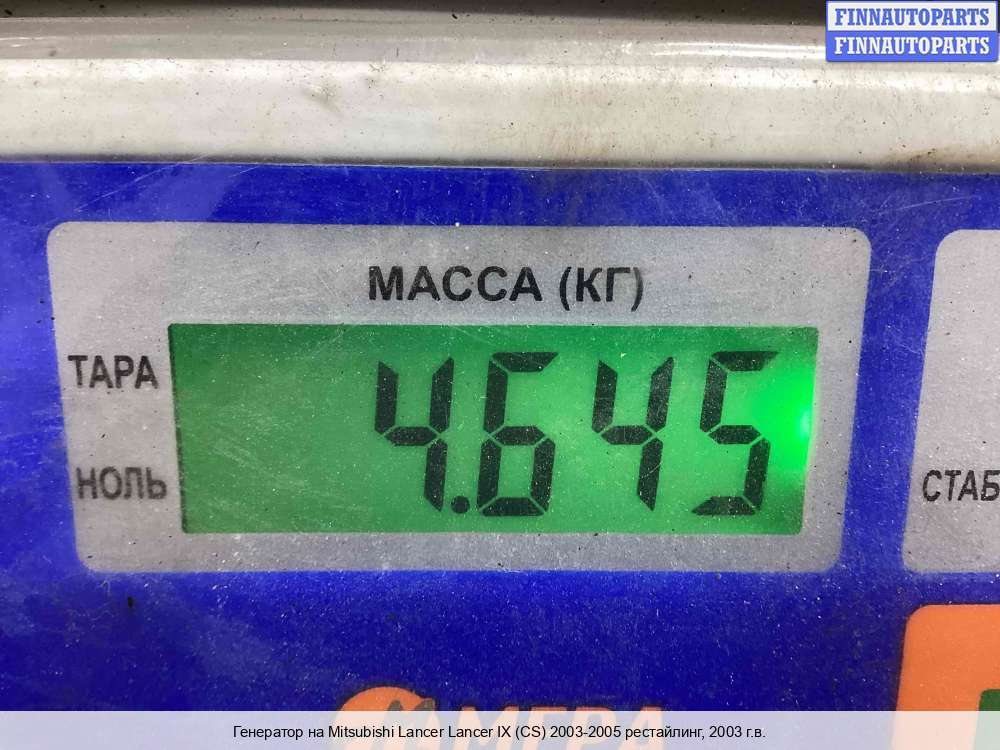 FINNAUTOPARTS
FINNAUTOPARTS
МАССА (КГ)
ТАРА
4.645
НОЛЬ
СТАБ
МЕРА
Генератор на Mitsubishi Lancer Lancer IX (CS) 2003-2005 рестайлинг, 2003 г.в.